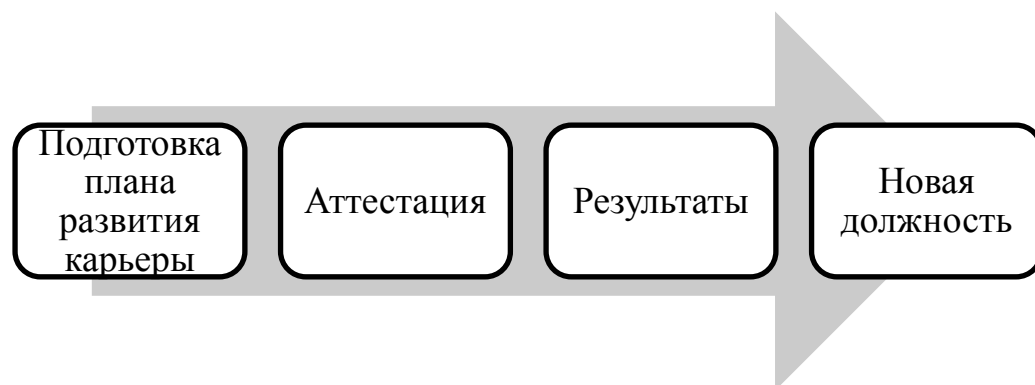 Подготовка
плана
развития
карьеры
Аттестация
Результаты
Новая
должность